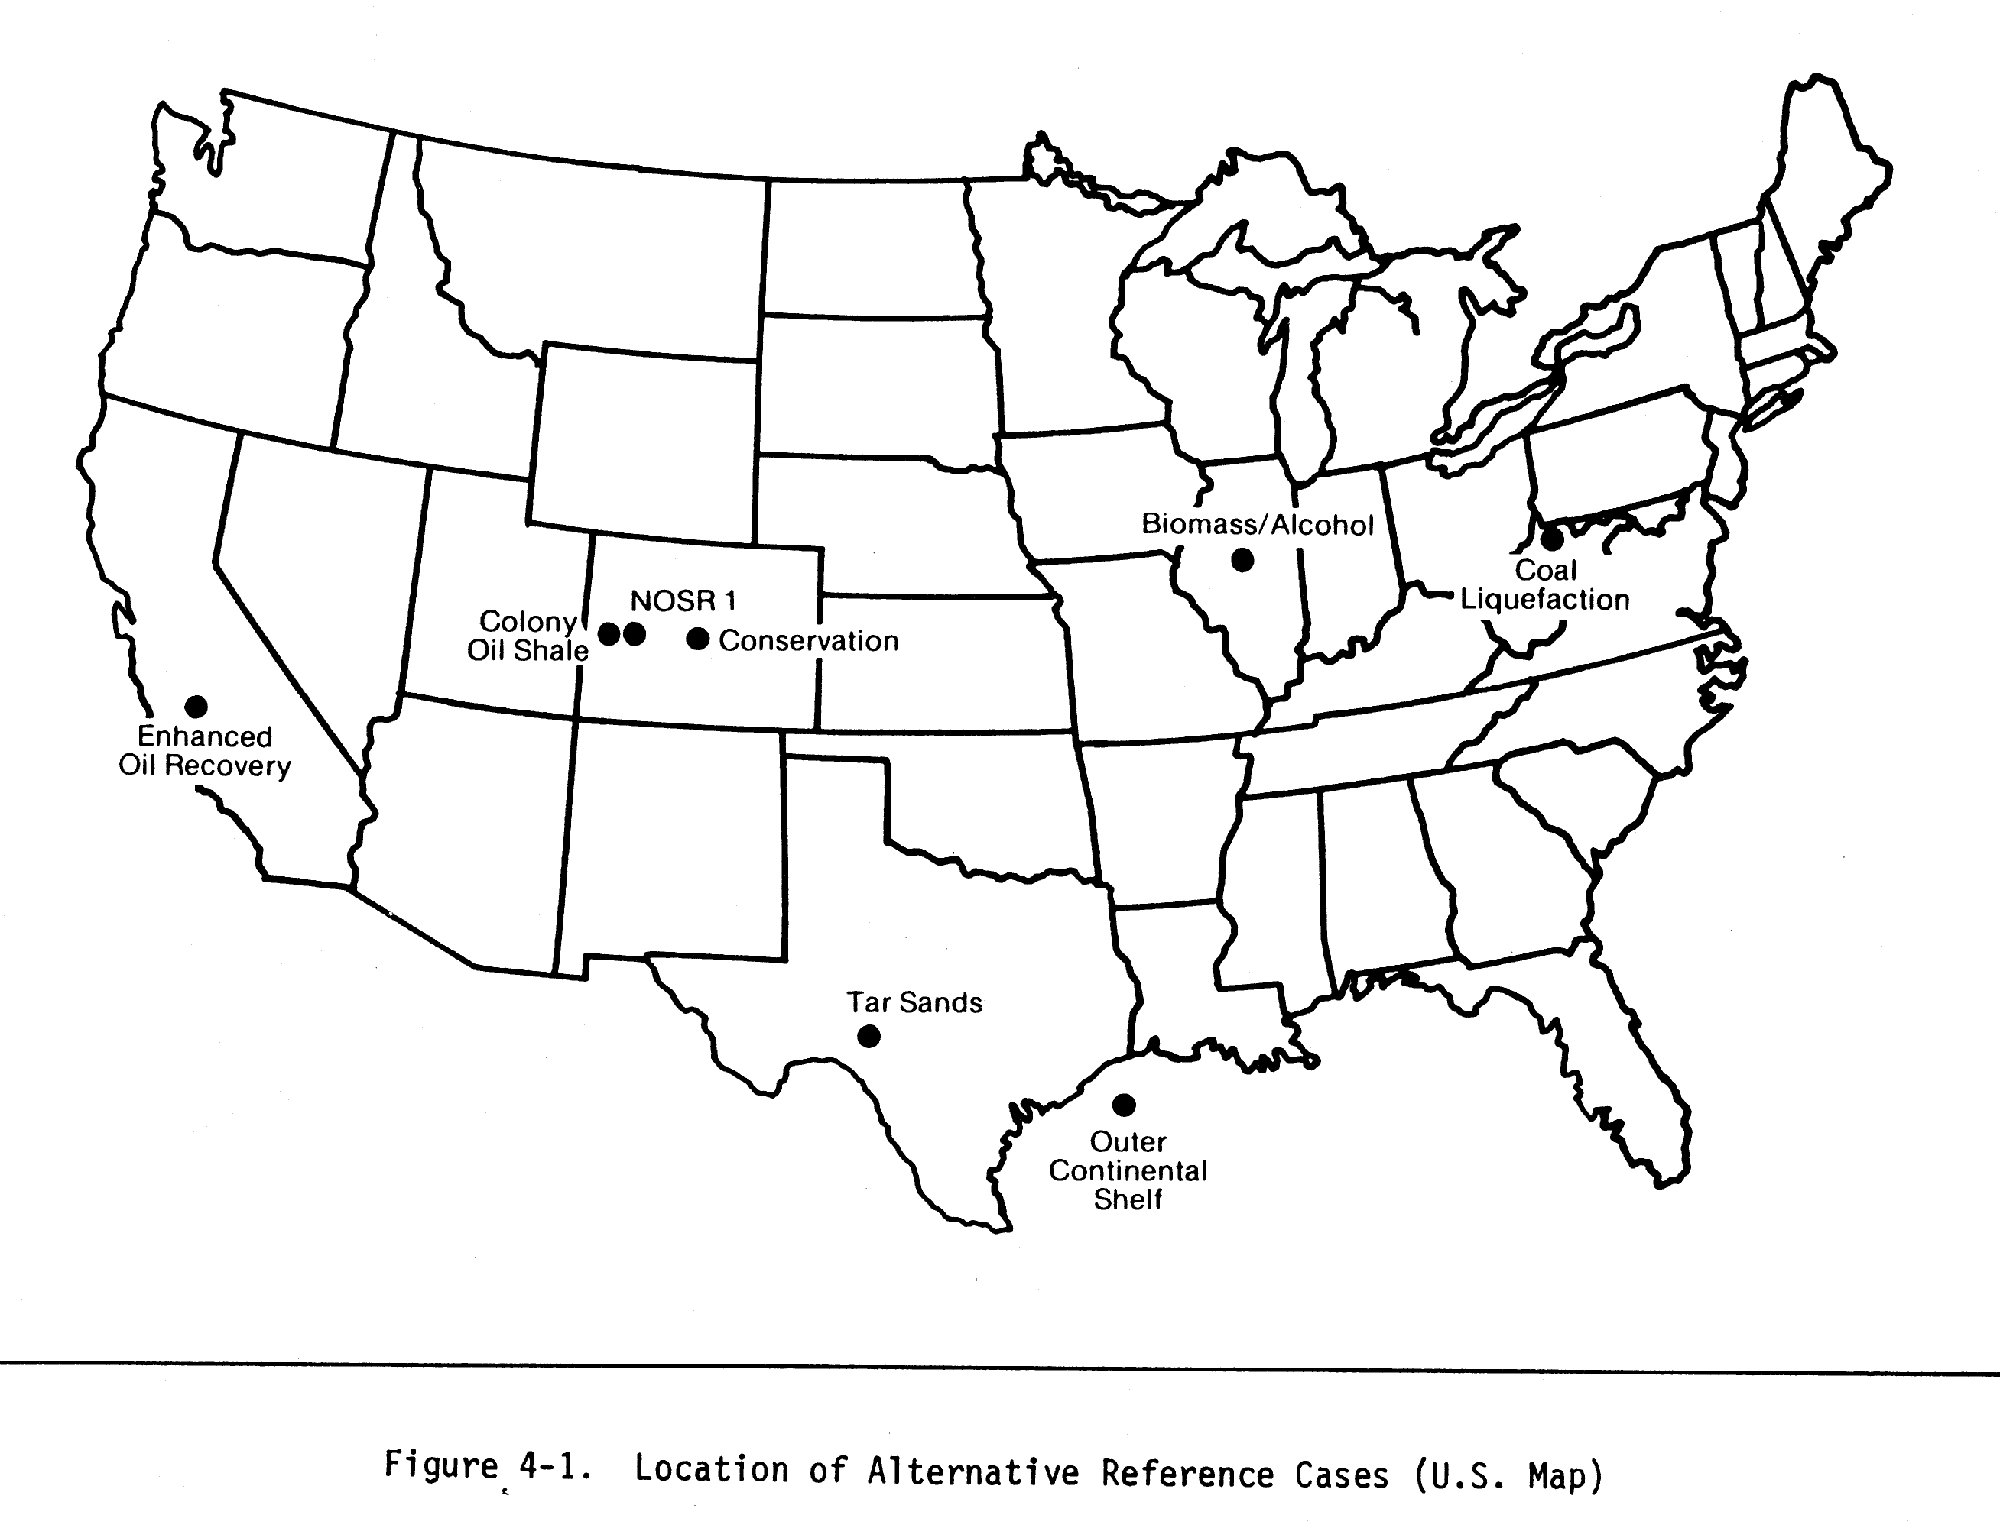 Biomass/Alcohol
Coal
Liquefaction
NOSR 1
Colony
Oil Shale
Conservation
Enhanced
Oil Recovery
Tar Sands
Outer
Continental
Shelf
Figure 4-1. Location of Alternative Reference Cases (U.S. Map)